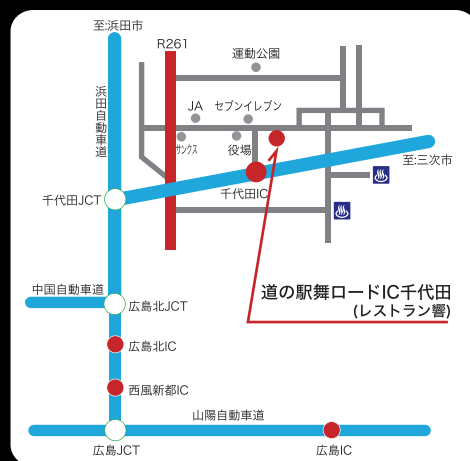 至:浜田市
R261
運動公園
浜田自動車道
JA
セブンイレブン
サンクス
役場
至:三次市
千代田JCT
千代田IC
中国自動車道
広島北JCT
道の駅舞ロードIC千代田
(レストラン響)
広島北IC
西風新都IC
山陽自動車道
広島JCT
広島IC